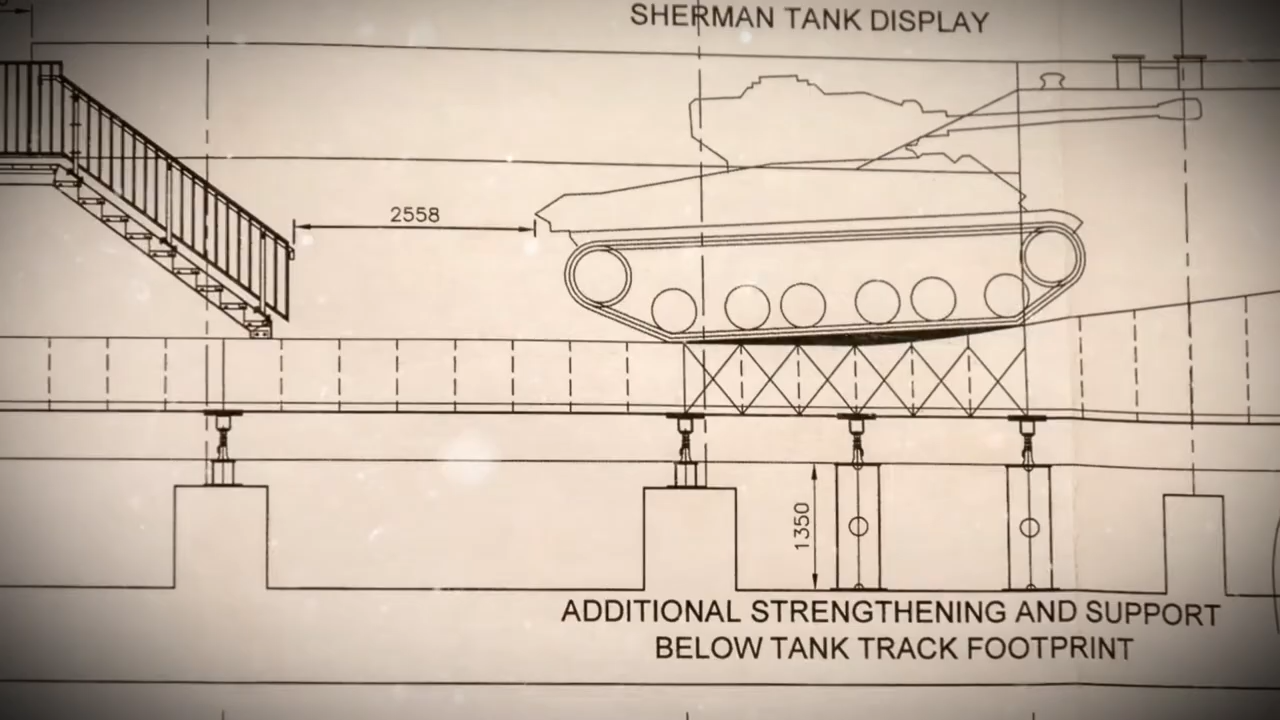 SHERMAN TANK DISPLAY
2558
1350
ADDITIONAL STRENGTHENING AND SUPPORT
BELOW TANK TRACK FOOTPRINT